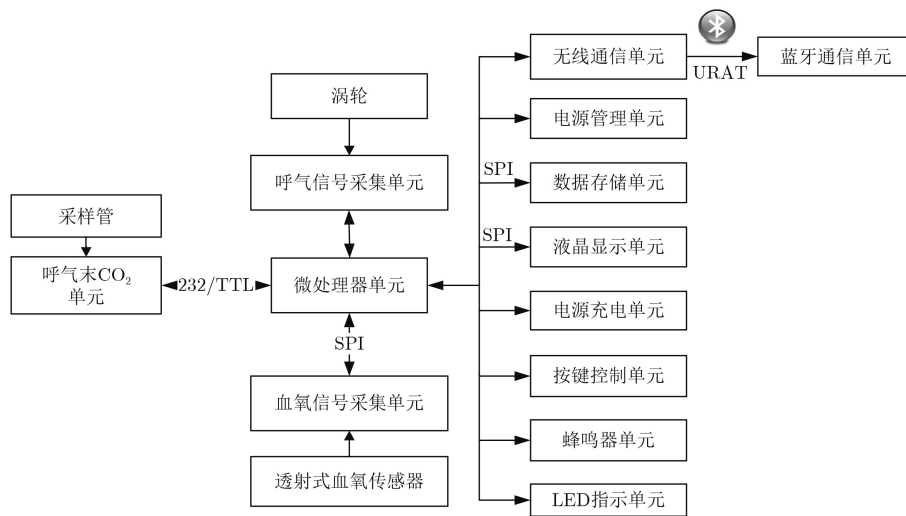 无线通信单元
URAT
蓝牙通信单元
涡轮
电源管理单元
呼气信号采集单元
SPI
数据存储单元
采样管
SPI
液晶显示单元
呼气末CO₂
单元
232/TTL
微处理器单元
电源充电单元
SPI
按键控制单元
血氧信号采集单元
蜂鸣器单元
透射式血氧传感器
LED指示单元